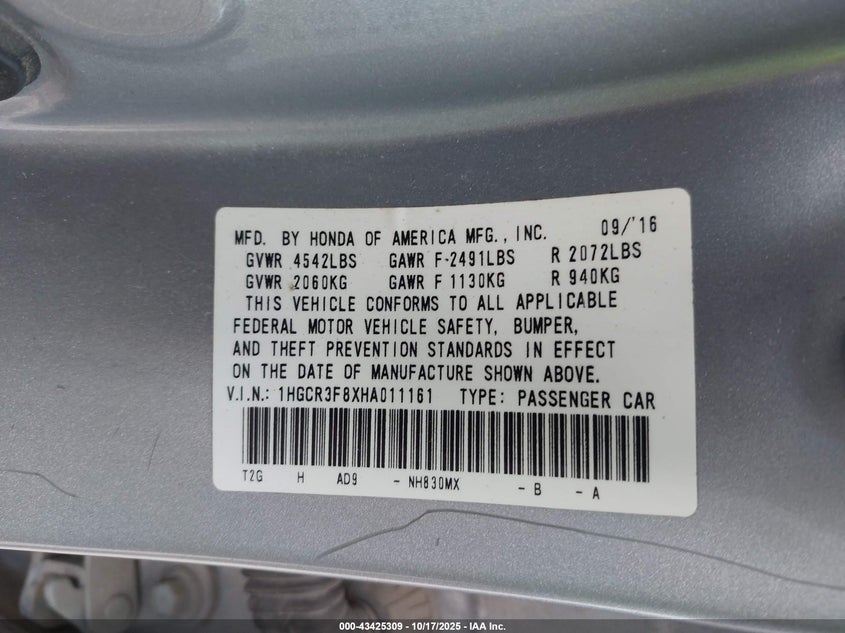 MFD. BY HONDA OF AMERICA MFG., INC. 09/'16
GVWR 4542LBS GAWR F-2491LBS R 2072LBS
GVWR 2060KG GAWR F 1130KG R 940KG
THIS VEHICLE CONFORMS TO ALL APPLICABLE
FEDERAL MOTOR VEHICLE SAFETY, BUMPER,
AND THEFT PREVENTION STANDARDS IN EFFECT
ON THE DATE OF MANUFACTURE SHOWN ABOVE.
V.I.N.: 1HGCR3F8XHA011161 TYPE: PASSENGER CAR
T2G H AD9 - NH830MX - B - A
000-43425309 - 10/17/2025 - IAA Inc.